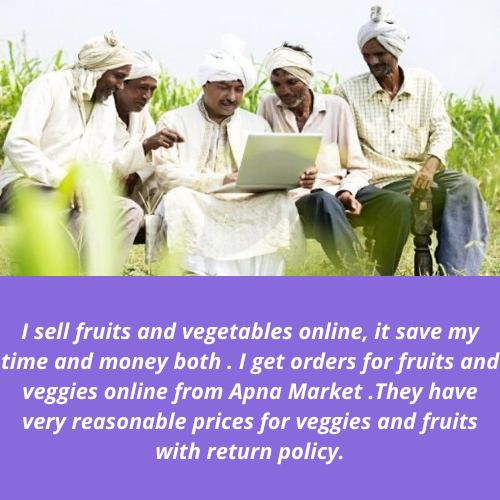 I sell fruits and vegetables online, it save my
time and money both . I get orders for fruits and
veggies online from Apna Market .They have
very reasonable prices for veggies and fruits
with return policy.